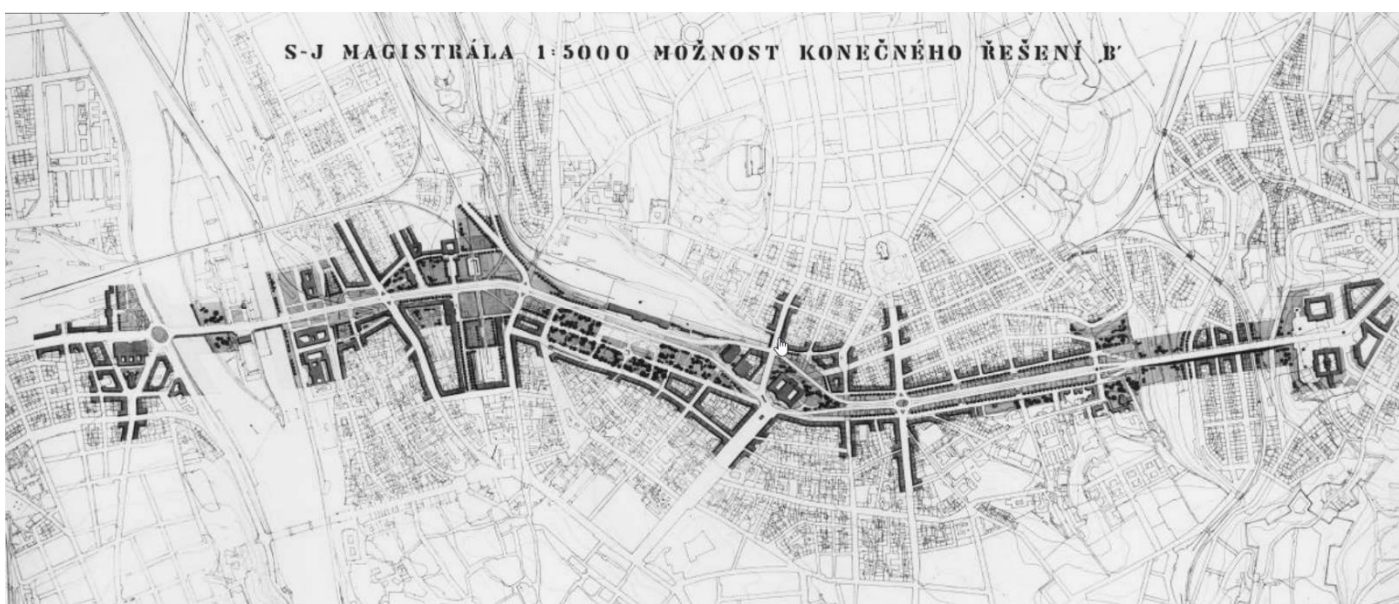 S-J MAGISTRÁLA 1:5000 MOŽNOST KONEČNÉHO ŘEŠENÍ „B“